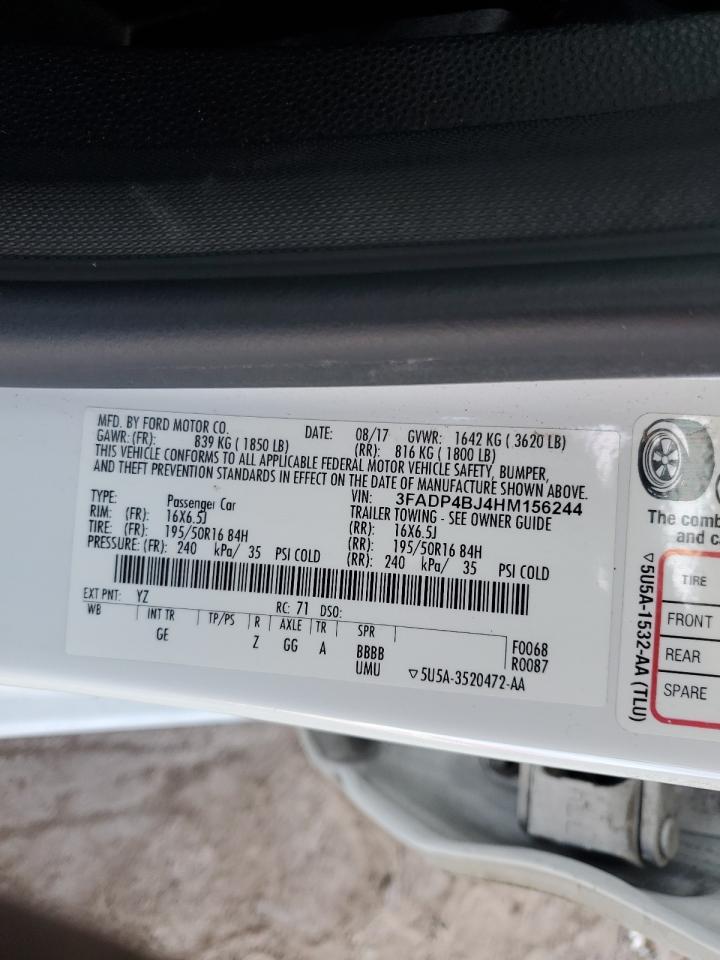 MFD. BY FORD MOTOR CO.
DATE: 08/17 GVWR: 1642 KG ( 3620 LB)
GAWR: (FR): 839 KG ( 1850 LB) (RR): 816 KG ( 1800 LB)
THIS VEHICLE CONFORMS TO ALL APPLICABLE FEDERAL MOTOR VEHICLE SAFETY, BUMPER,
AND THEFT PREVENTION STANDARDS IN EFFECT ON THE DATE OF MANUFACTURE SHOWN ABOVE.
VIN: 3FADP4BJ4HM156244
TYPE: Passenger Car TRAILER TOWING - SEE OWNER GUIDE
RIM: (FR): 16X6.5J (RR): 16X6.5J
TIRE: (FR): 195/50R16 84H (RR): 195/50R16 84H
PRESSURE: (FR): 240 kPa/ 35 PSI COLD (RR): 240 kPa/ 35 PSI COLD
EXT PNT: YZ RC: 71 DSO:
WB INT TR TP/PS R AXLE TR SPR
GE Z GG A BBBB F0068
UMU R0087
▽5U5A-3520472-AA
The comb
and ca
TIRE
FRONT
REAR
SPARE
▽5U5A-1532-AA (TLU)